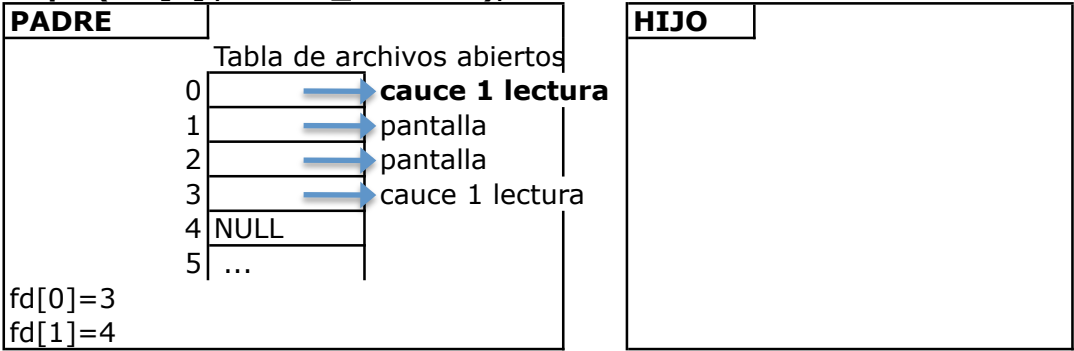 PADRE
HIJO
Tabla de archivos abiertos
0 cauce 1 lectura
1 pantalla
2 pantalla
3 cauce 1 lectura
4 NULL
5 ...
fd[0]=3
fd[1]=4